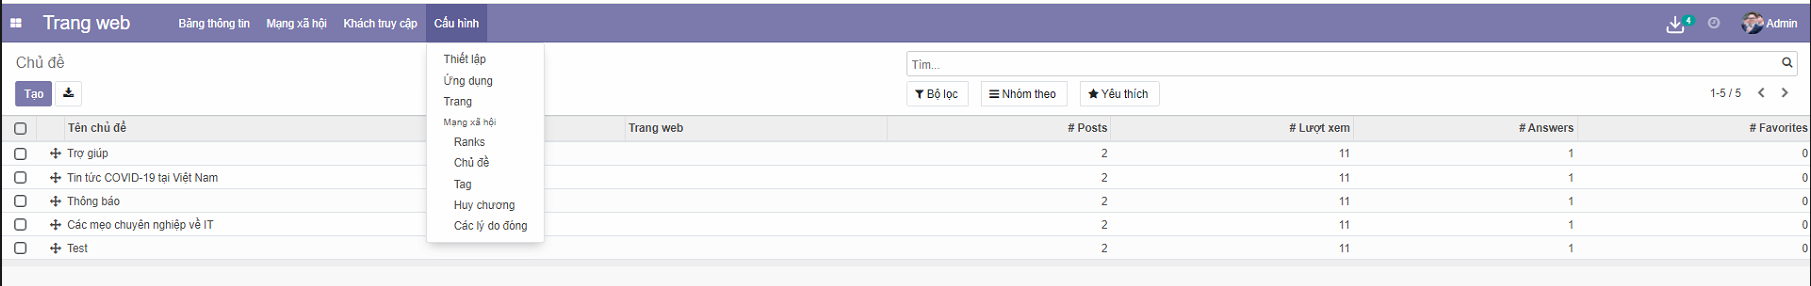 Trang web Bảng thông tin Mạng xã hội Khách truy cập Cấu hình 4 Admin
Chủ đề
Tìm...
Tạo
Bộ lọc Nhóm theo Yêu thích 1-5 / 5
Thiết lập
Ứng dụng
Trang
Mạng xã hội
Ranks
Chủ đề
Tag
Huy chương
Các lý do đóng
Tên chủ đề Trang web # Posts # Lượt xem # Answers # Favorites
Trợ giúp 2 11 1 0
Tin tức COVID-19 tại Việt Nam 2 11 1 0
Thông báo 2 11 1 0
Các mẹo chuyên nghiệp về IT 2 11 1 0
Test 2 11 1 0